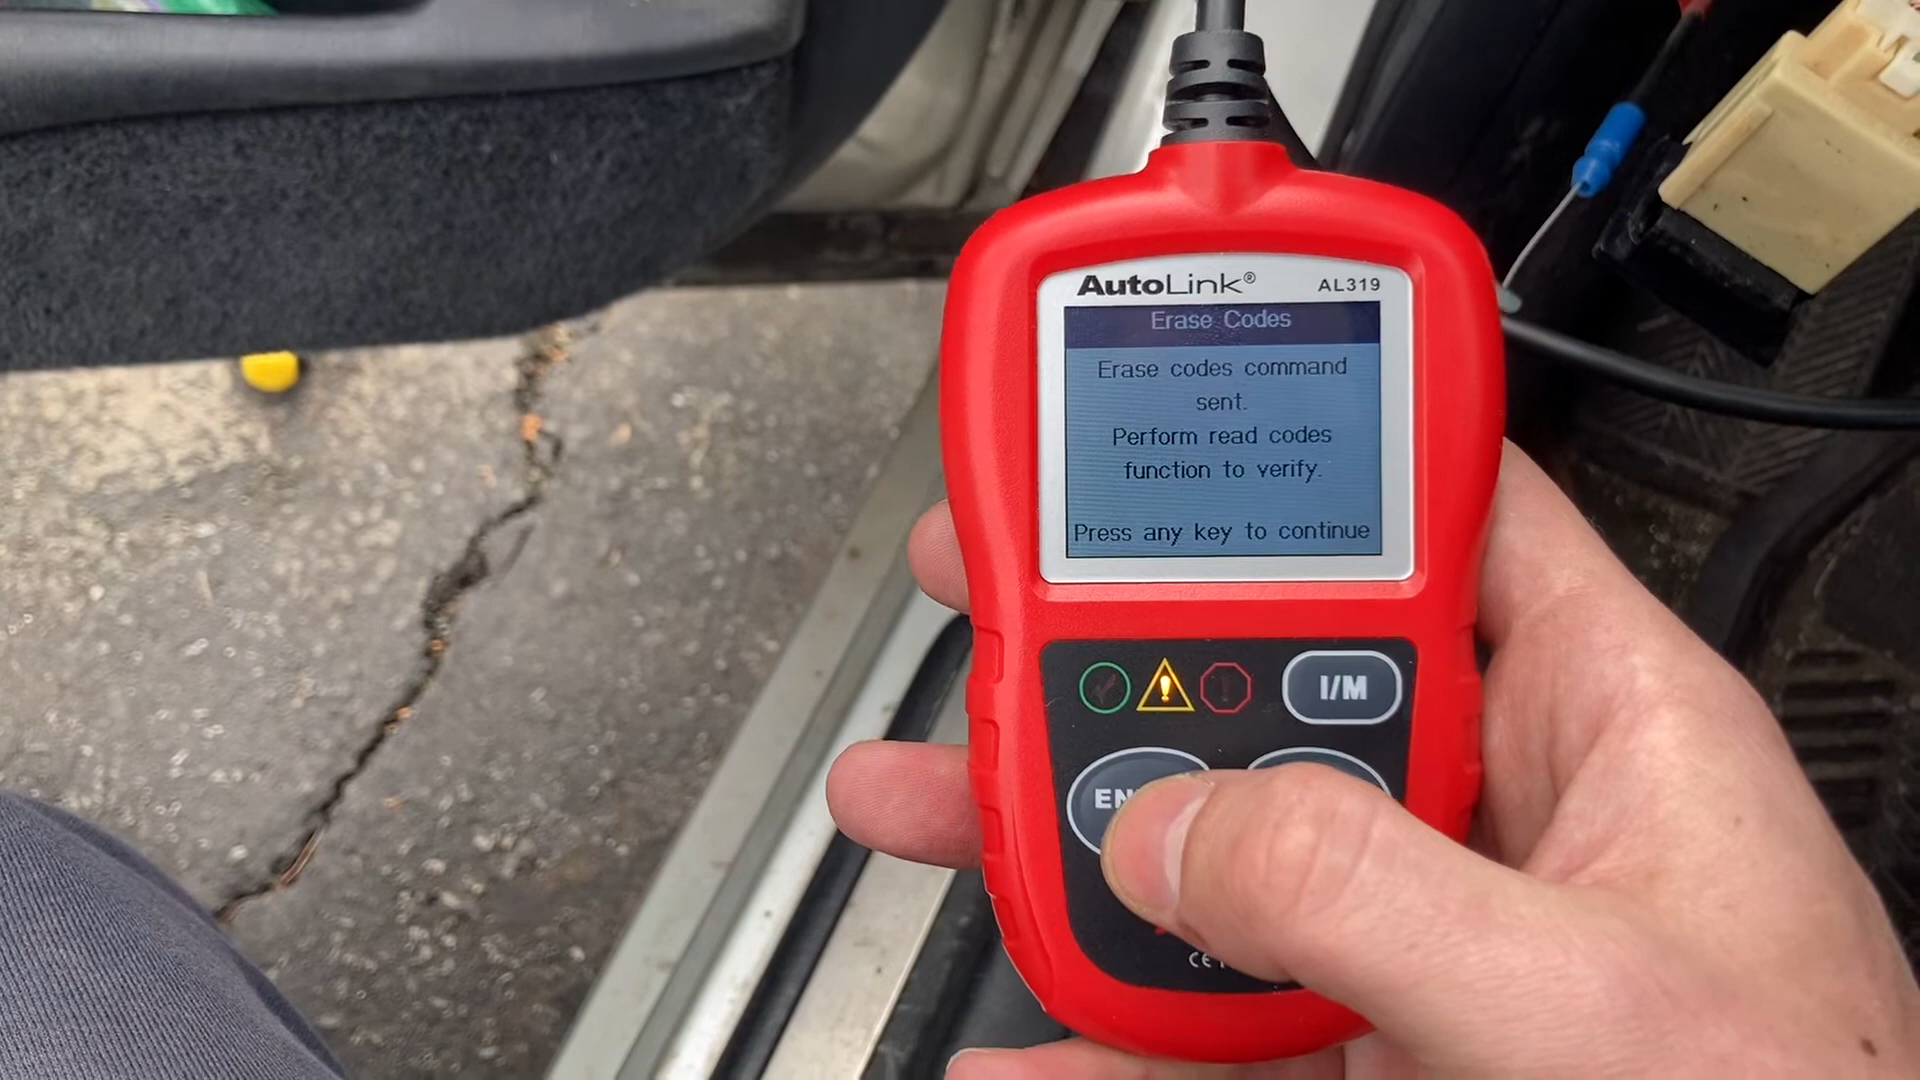 AutoLink® AL319
Erase Codes
Erase codes command
sent.
Perform read codes
function to verify.
Press any key to continue
I/M
CE